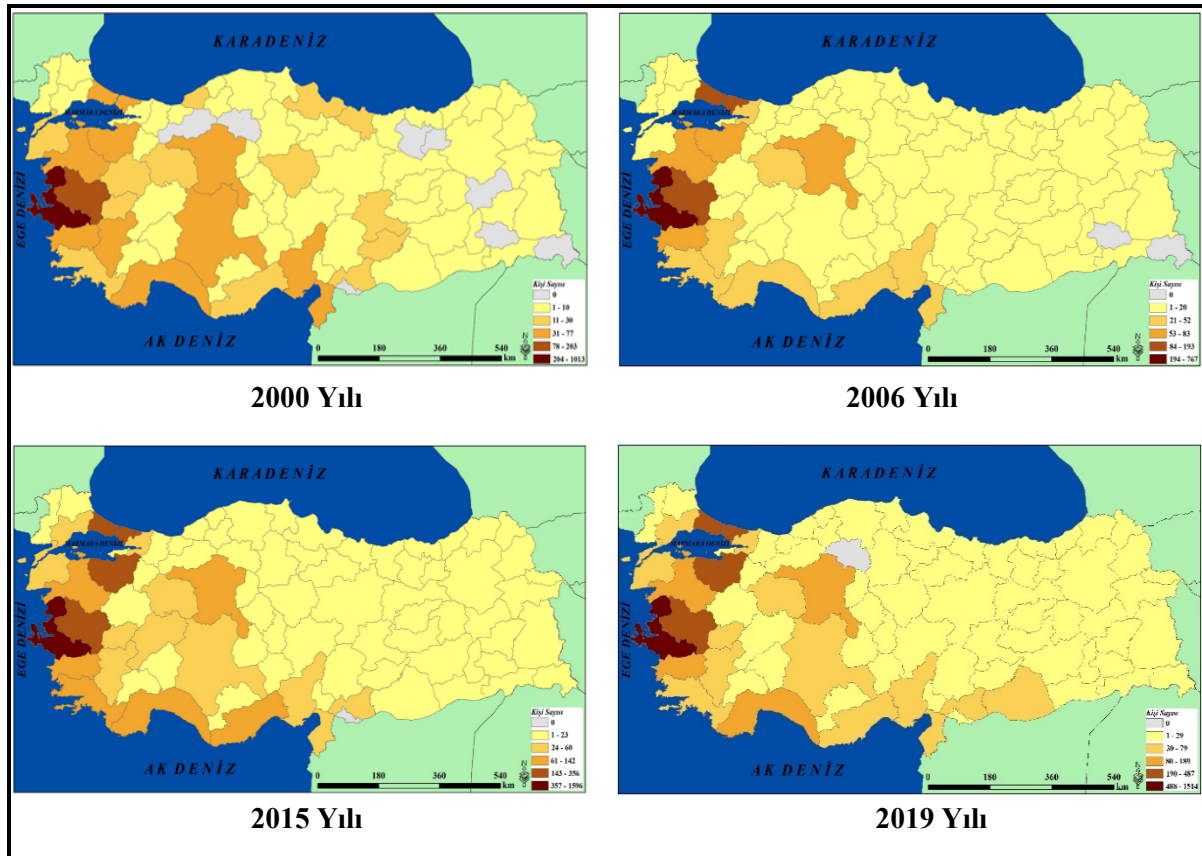 KARADENİZ
MARMARA DENİZİ
EGE DENİZİ
AK DENİZ
0 180 360 540
km
Kişi Sayısı
0
1 - 10
11 - 30
31 - 77
78 - 203
204 - 1013
2000 Yılı
KARADENİZ
MARMARA DENİZİ
EGE DENİZİ
AK DENİZ
0 180 360 540
km
Kişi Sayısı
0
1 - 20
21 - 52
53 - 83
84 - 193
194 - 767
2006 Yılı
KARADENİZ
MARMARA DENİZİ
EGE DENİZİ
AK DENİZ
0 180 360 540
km
Kişi Sayısı
0
1 - 23
24 - 60
61 - 142
143 - 356
357 - 1596
2015 Yılı
KARADENİZ
MARMARA DENİZİ
EGE DENİZİ
AK DENİZ
0 180 360 540
km
Kişi Sayısı
0
1 - 29
30 - 79
80 - 189
190 - 487
488 - 1514
2019 Yılı